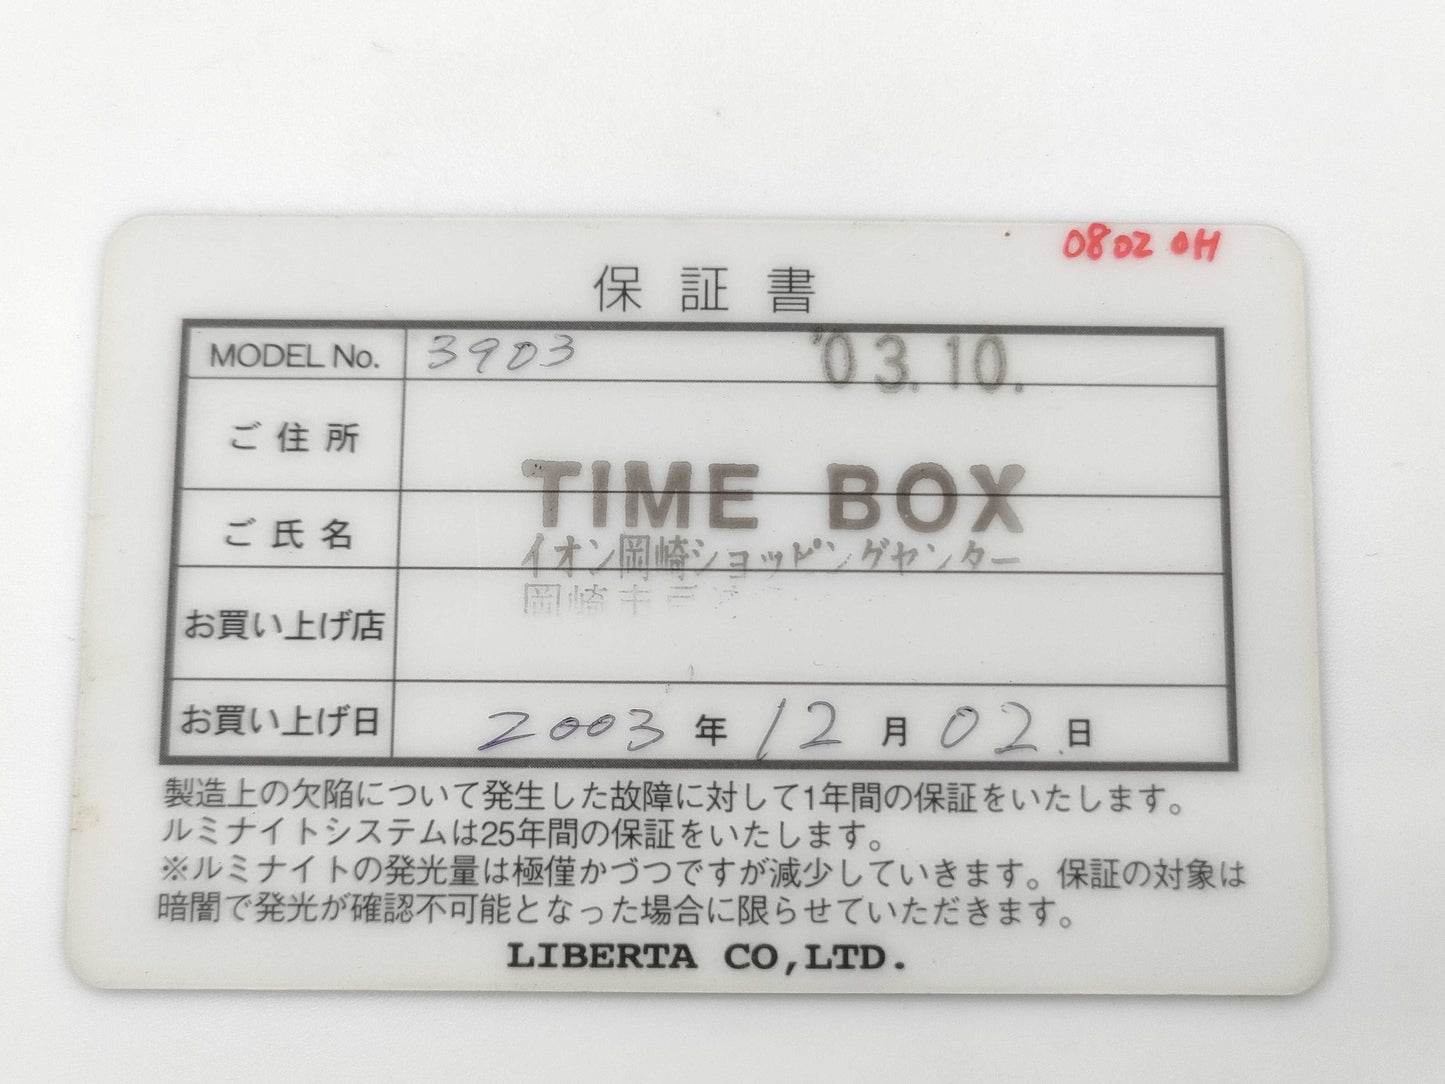 0802 OH
保証書
MODEL No. 3903 '03.10.
ご住所
TIME BOX
ご氏名
イオン岡崎ショッピングセンター
岡崎市戸
お買い上げ店
お買い上げ日 2003 年 12 月 02 日
製造上の欠陥について発生した故障に対して1年間の保証をいたします。
ルミナイトシステムは25年間の保証をいたします。
※ルミナイトの発光量は極僅かづつですが減少していきます。保証の対象は
暗闇で発光が確認不可能となった場合に限らせていただきます。
LIBERTA CO,LTD.